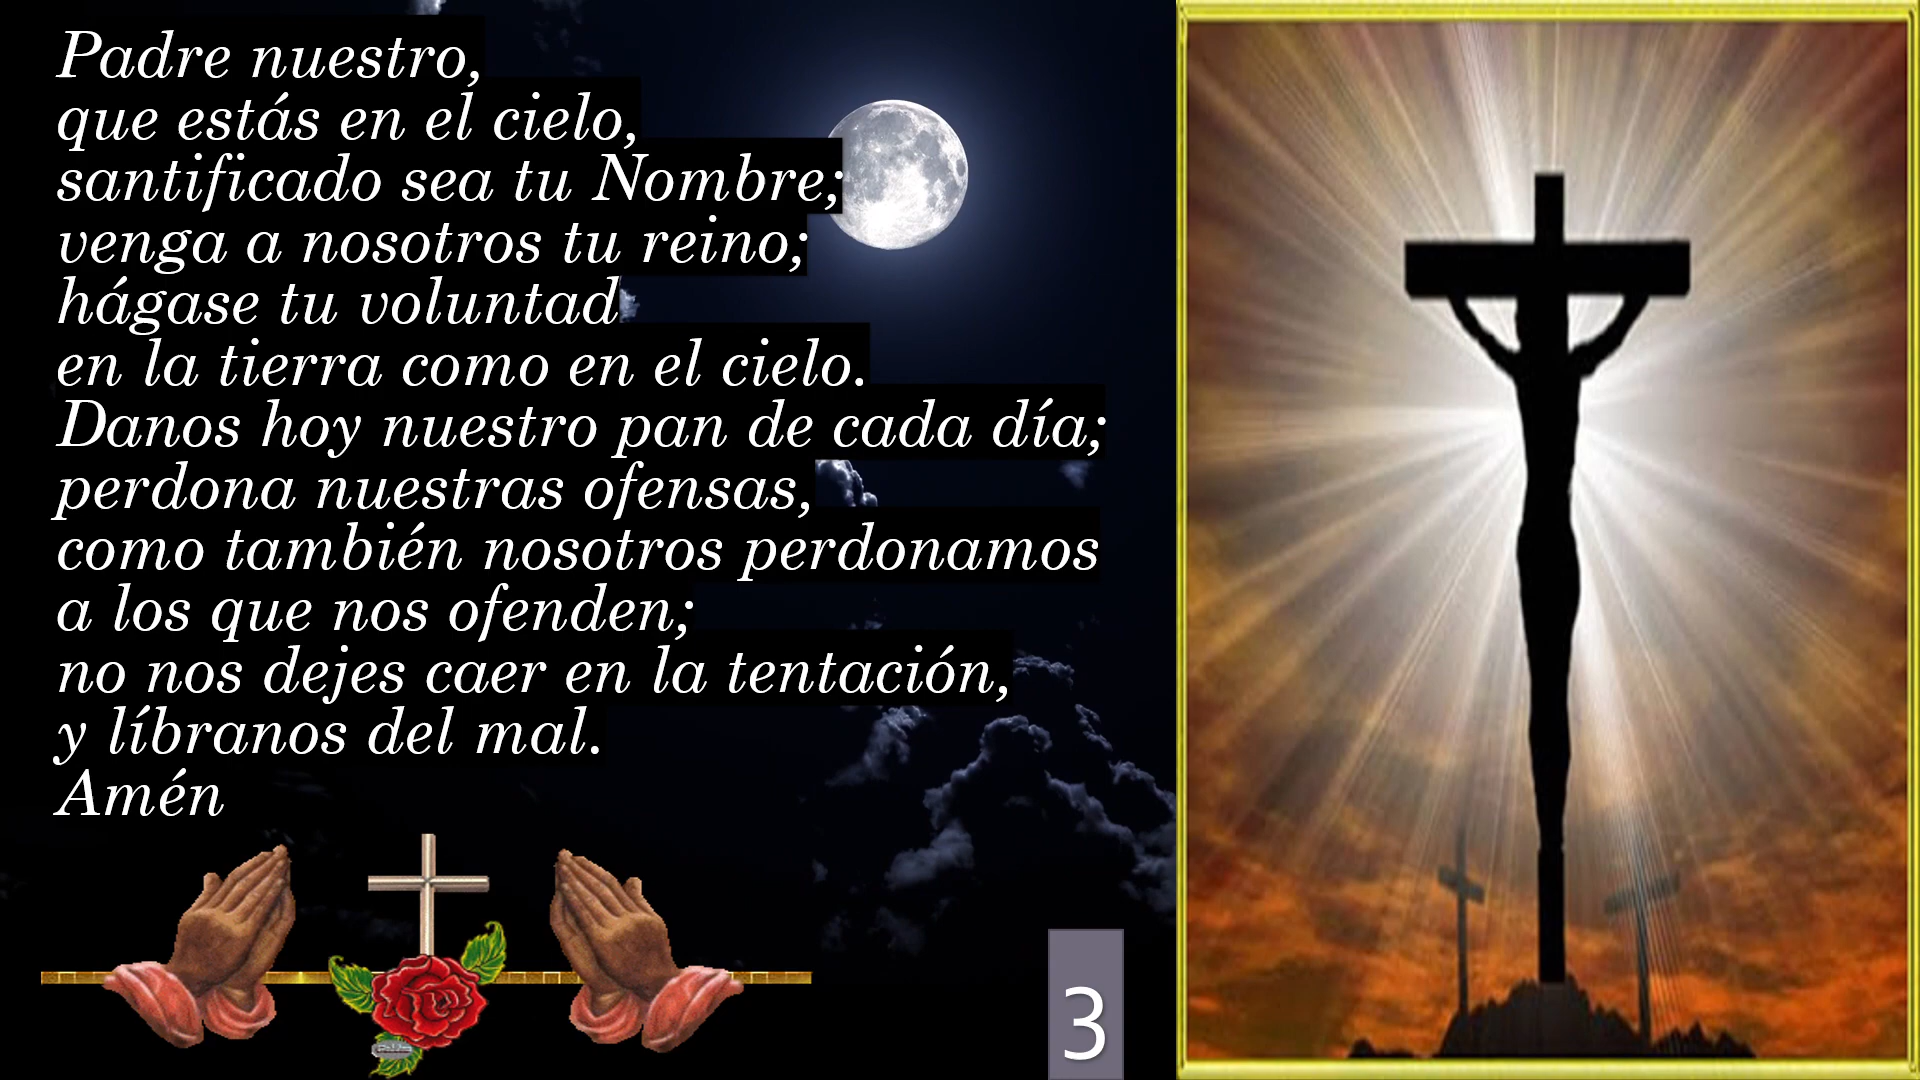 Padre nuestro,
que estás en el cielo,
santificado sea tu Nombre;
venga a nosotros tu reino;
hágase tu voluntad
en la tierra como en el cielo.
Danos hoy nuestro pan de cada día;
perdona nuestras ofensas,
como también nosotros perdonamos
a los que nos ofenden;
no nos dejes caer en la tentación,
y líbranos del mal.
Amén
3